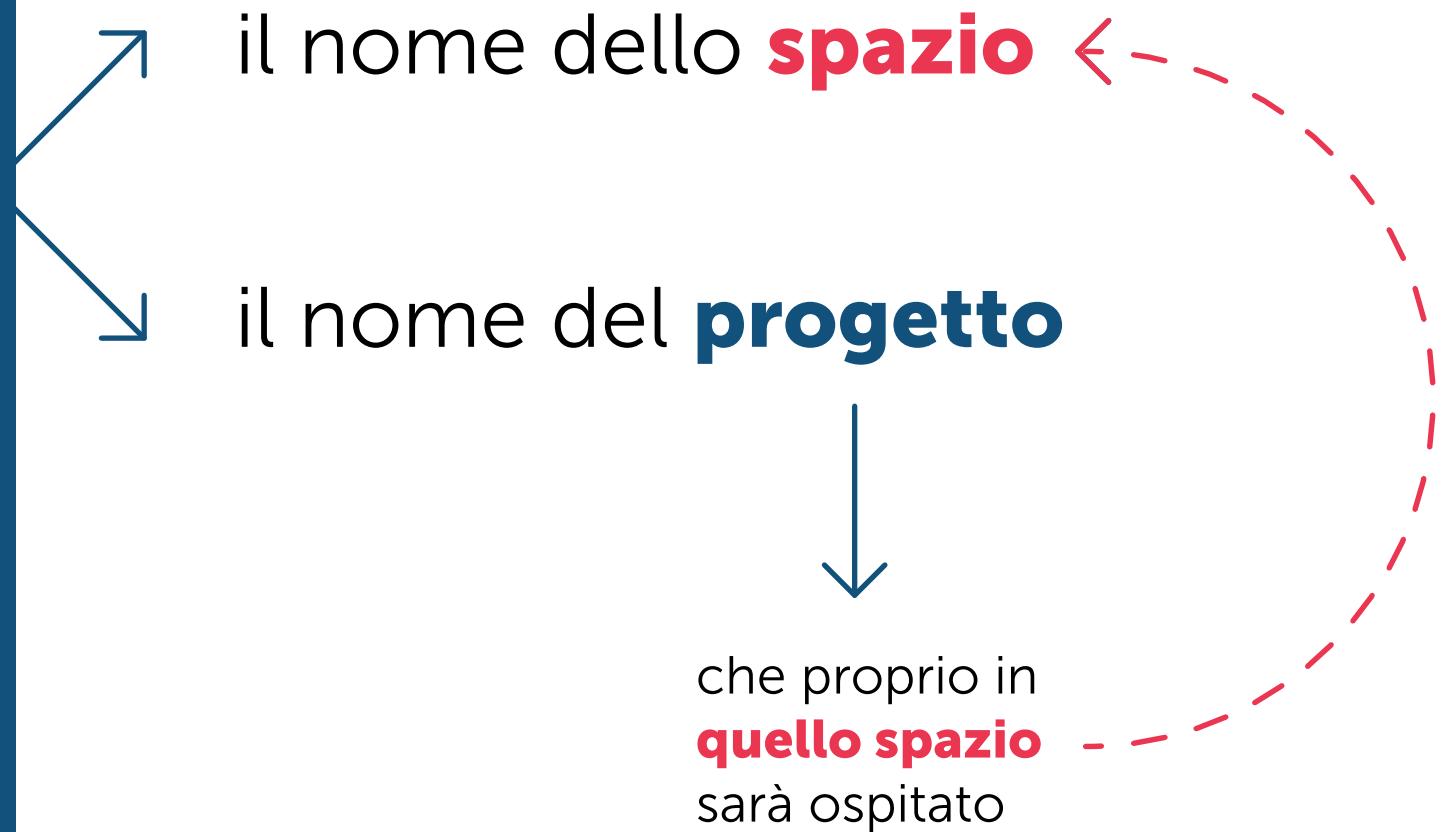 il nome dello spazio
il nome del progetto
che proprio in
quello spazio
sarà ospitato